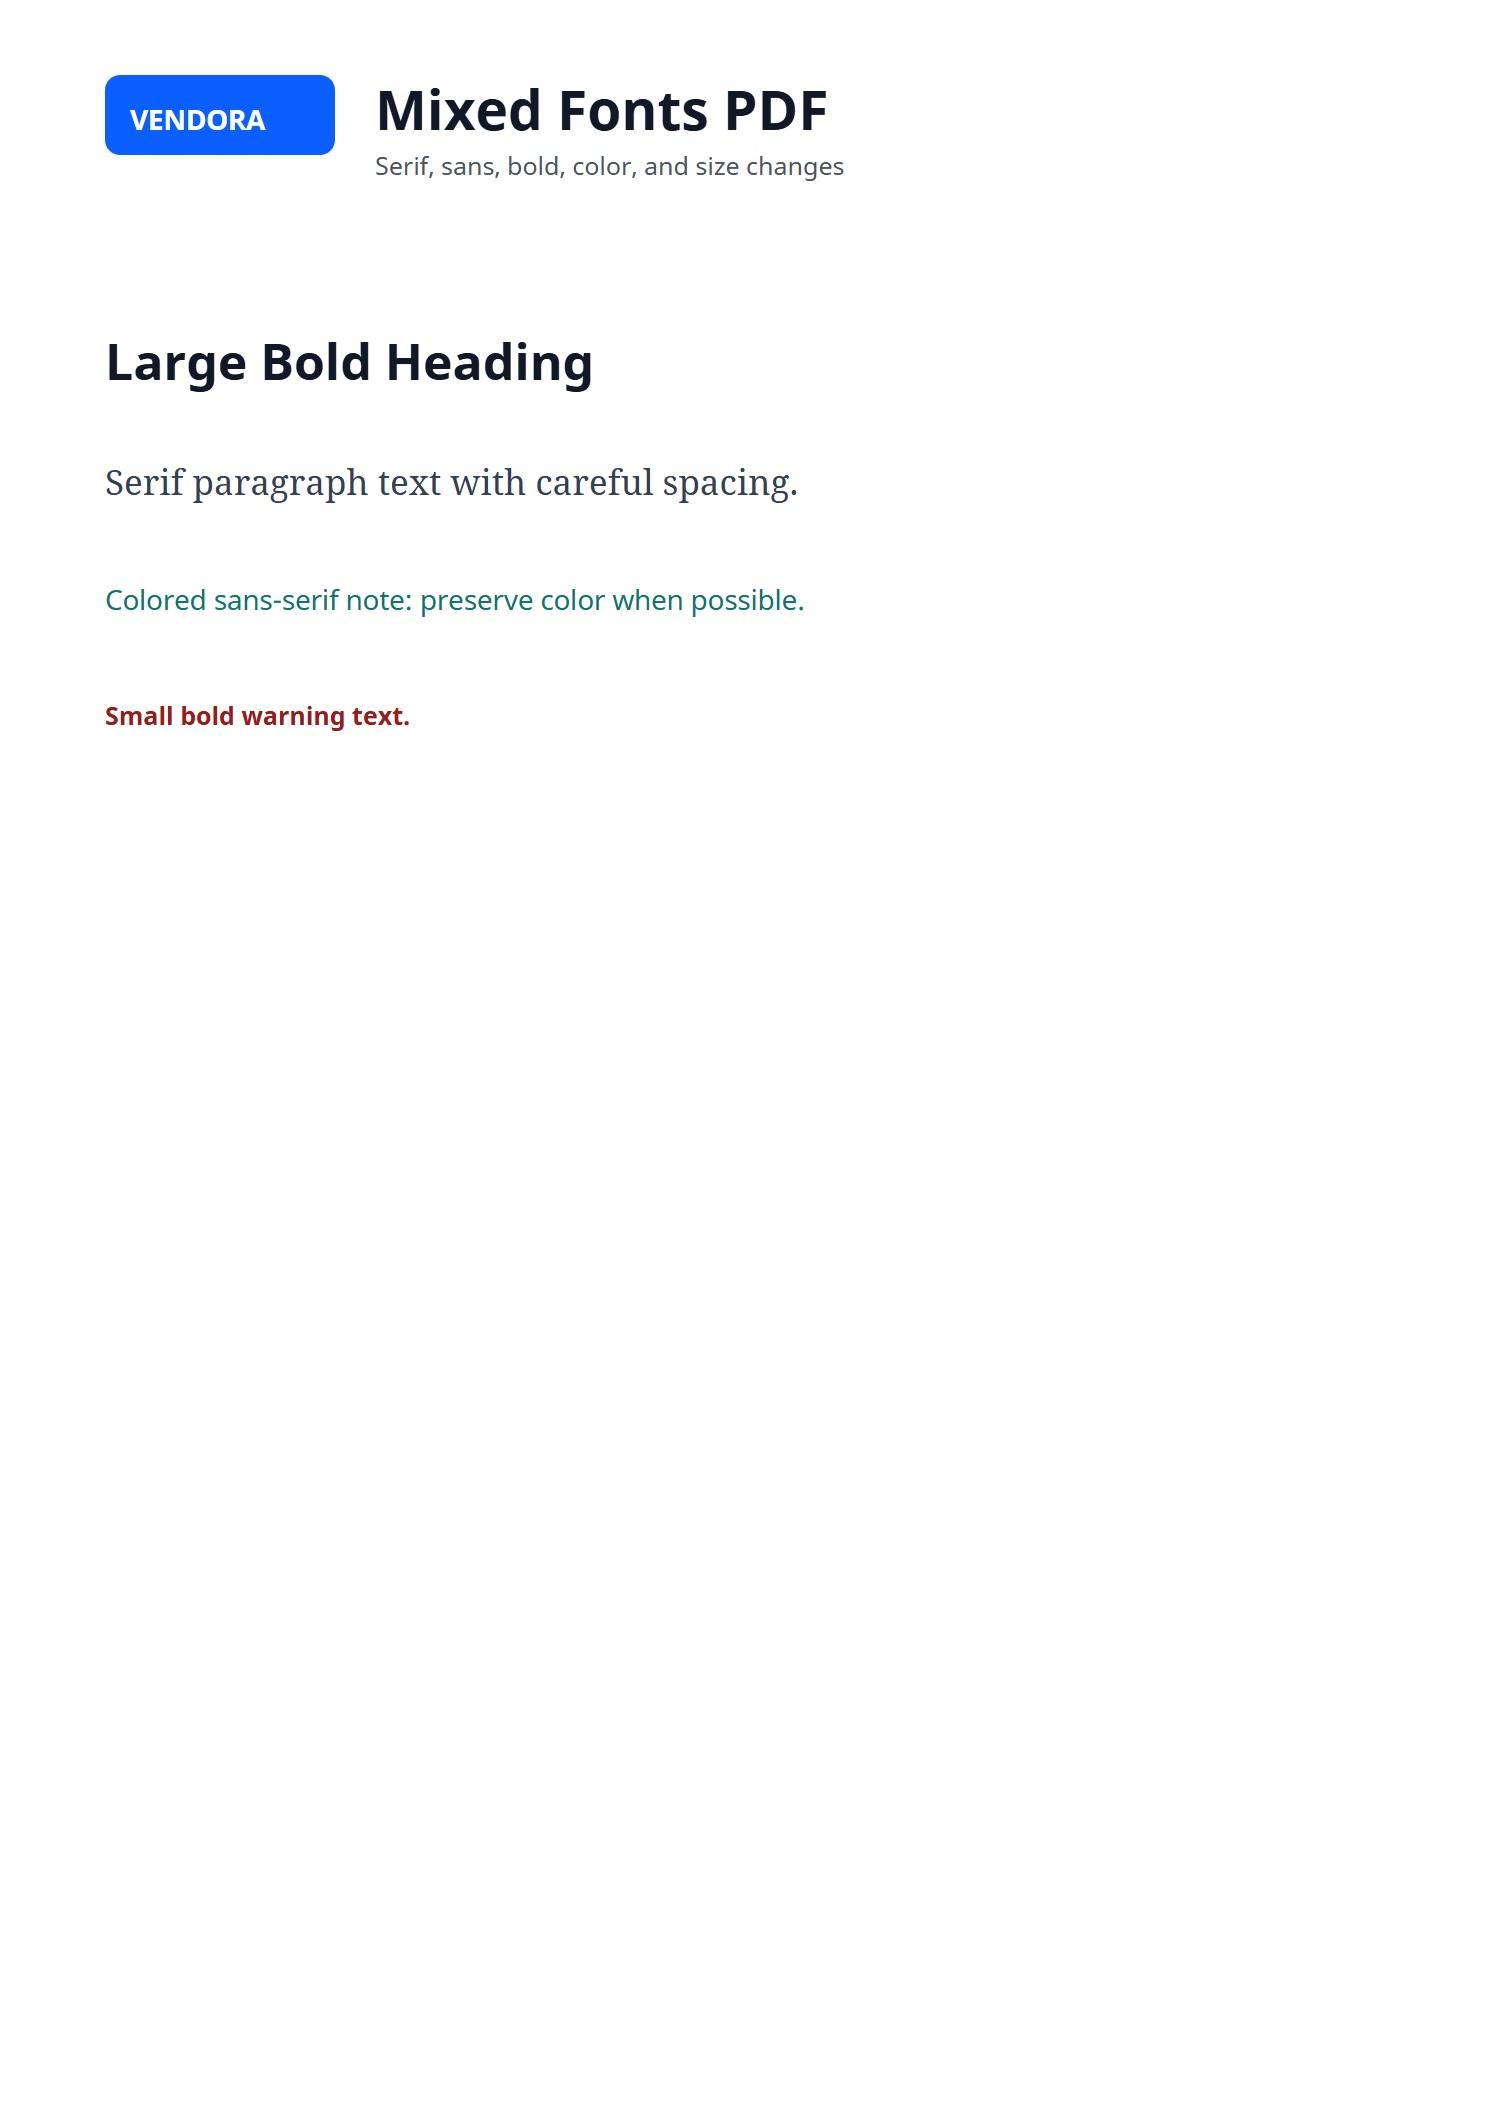 VENDORA
Mixed Fonts PDF
Serif, sans, bold, color, and size changes
Large Bold Heading
Serif paragraph text with careful spacing.
Colored sans-serif note: preserve color when possible.
Small bold warning text.